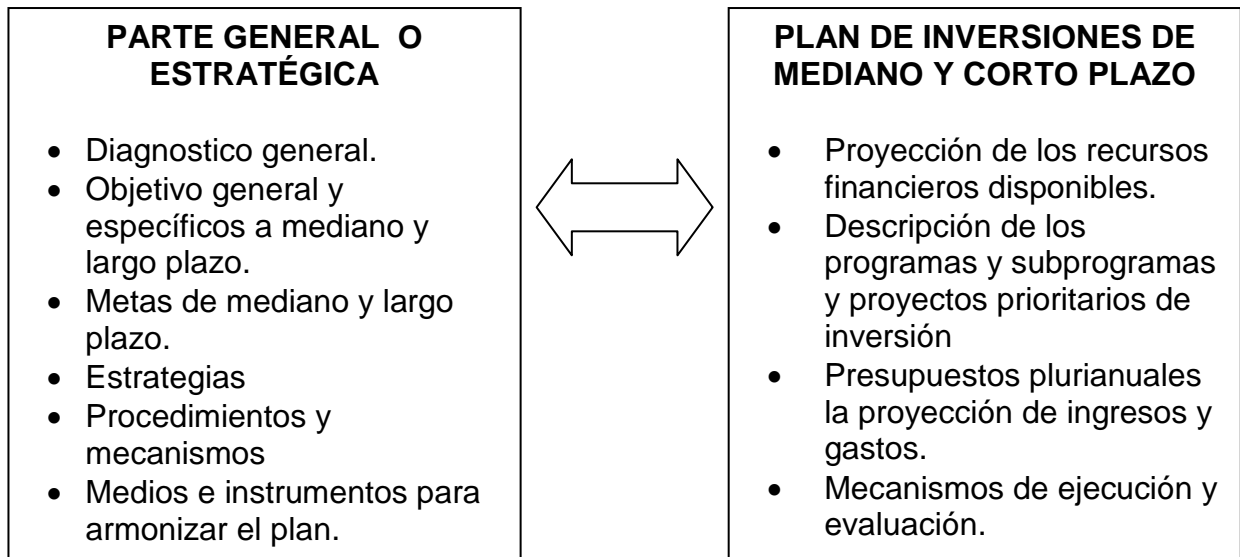 PARTE GENERAL O
ESTRATÉGICA
• Diagnostico general.
• Objetivo general y
específicos a mediano y
largo plazo.
• Metas de mediano y largo
plazo.
• Estrategias
• Procedimientos y
mecanismos
• Medios e instrumentos para
armonizar el plan.
PLAN DE INVERSIONES DE
MEDIANO Y CORTO PLAZO
• Proyección de los recursos
financieros disponibles.
• Descripción de los
programas y subprogramas
y proyectos prioritarios de
inversión
• Presupuestos plurianuales
la proyección de ingresos y
gastos.
• Mecanismos de ejecución y
evaluación.